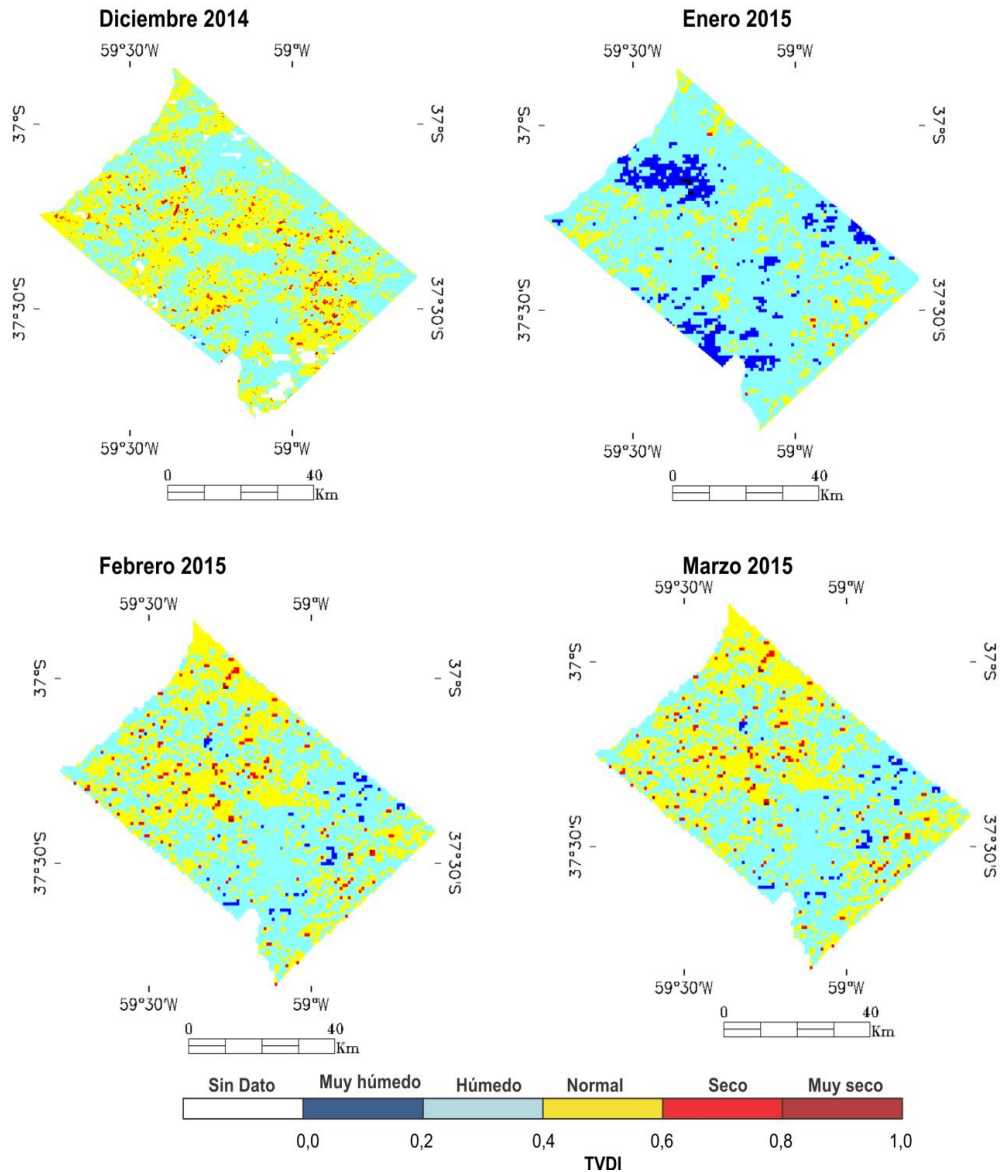 Diciembre 2014
59°30'W 59°W
37°S 37°S
37°30'S 37°30'S
59°30'W 59°W
0 40
Km
Enero 2015
59°30'W 59°W
37°S 37°S
37°30'S 37°30'S
59°30'W 59°W
0 40
Km
Febrero 2015
59°30'W 59°W
37°S 37°S
37°30'S 37°30'S
59°30'W 59°W
0 40
Km
Marzo 2015
59°30'W 59°W
37°S 37°S
37°30'S 37°30'S
59°30'W 59°W
0 40
Km
Sin Dato Muy húmedo Húmedo Normal Seco Muy seco
0,0 0,2 0,4 0,6 0,8 1,0
TVDI